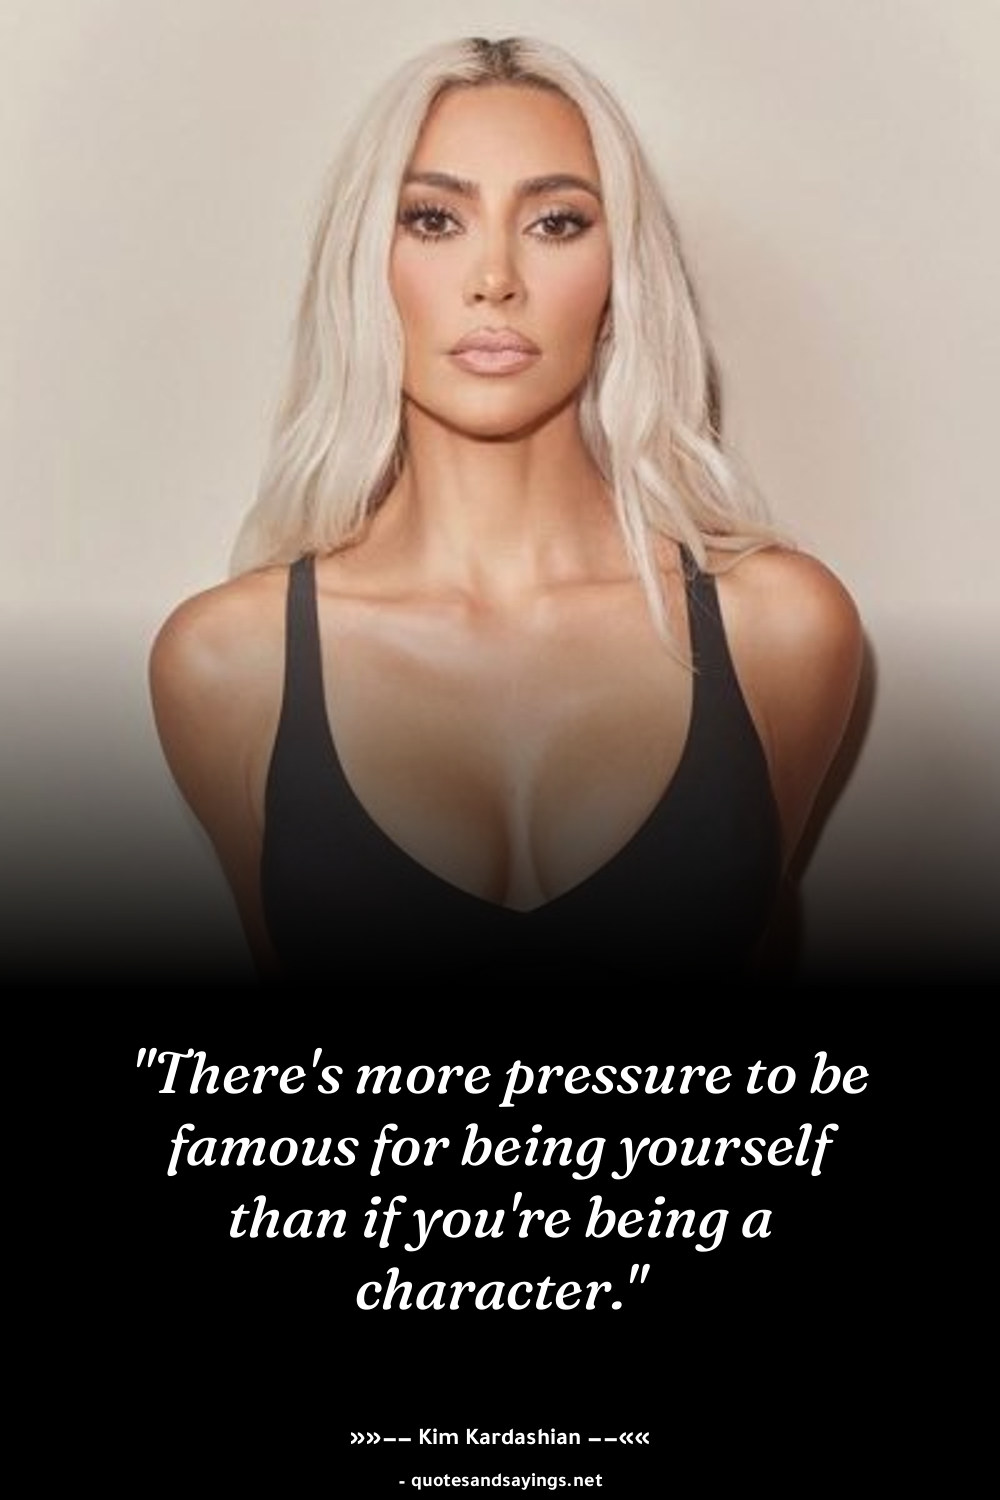 "There's more pressure to be
famous for being yourself
than if you're being a
character."
»»−− Kim Kardashian −−««
- quotesandsayings.net